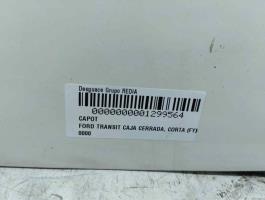 Desguace Grupo REDIA
0000000001299564
CAPOT
FORD TRANSIT CAJA CERRADA, CORTA (FY)
0000